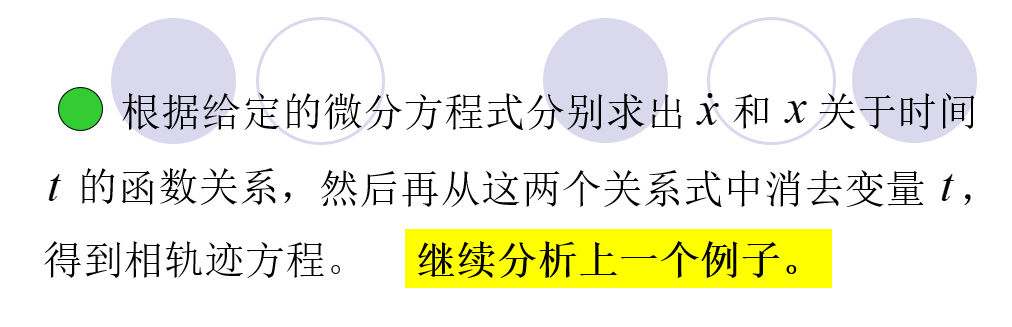 根据给定的微分方程式分别求出 ẋ 和 x 关于时间
t 的函数关系，然后再从这两个关系式中消去变量 t，
得到相轨迹方程。 继续分析上一个例子。